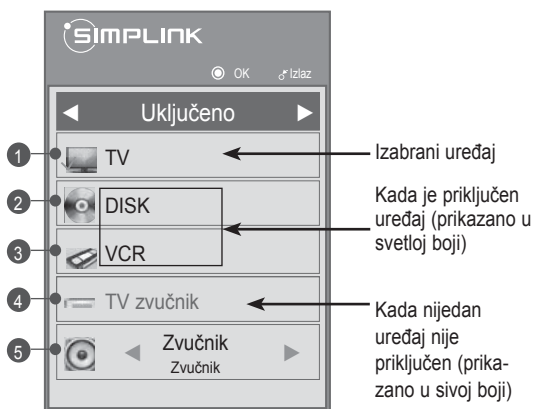 SIMPLINK
OK Izlaz
Uključeno
1 TV
Izabrani uređaj
2 DISK
3 VCR
Kada je priključen
uređaj (prikazano u
svetloj boji)
4 TV zvučnik
Kada nijedan
uređaj nije
priključen (prika-
zano u sivoj boji)
5 Zvučnik
Zvučnik